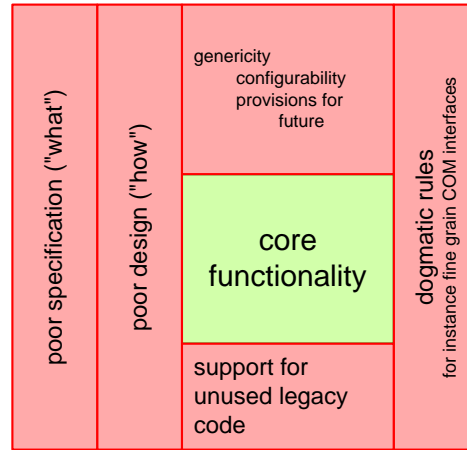 poor specification ("what")
poor design ("how")
genericity
configurability
provisions for
future
core
functionality
support for
unused legacy
code
dogmatic rules
for instance fine grain COM interfaces